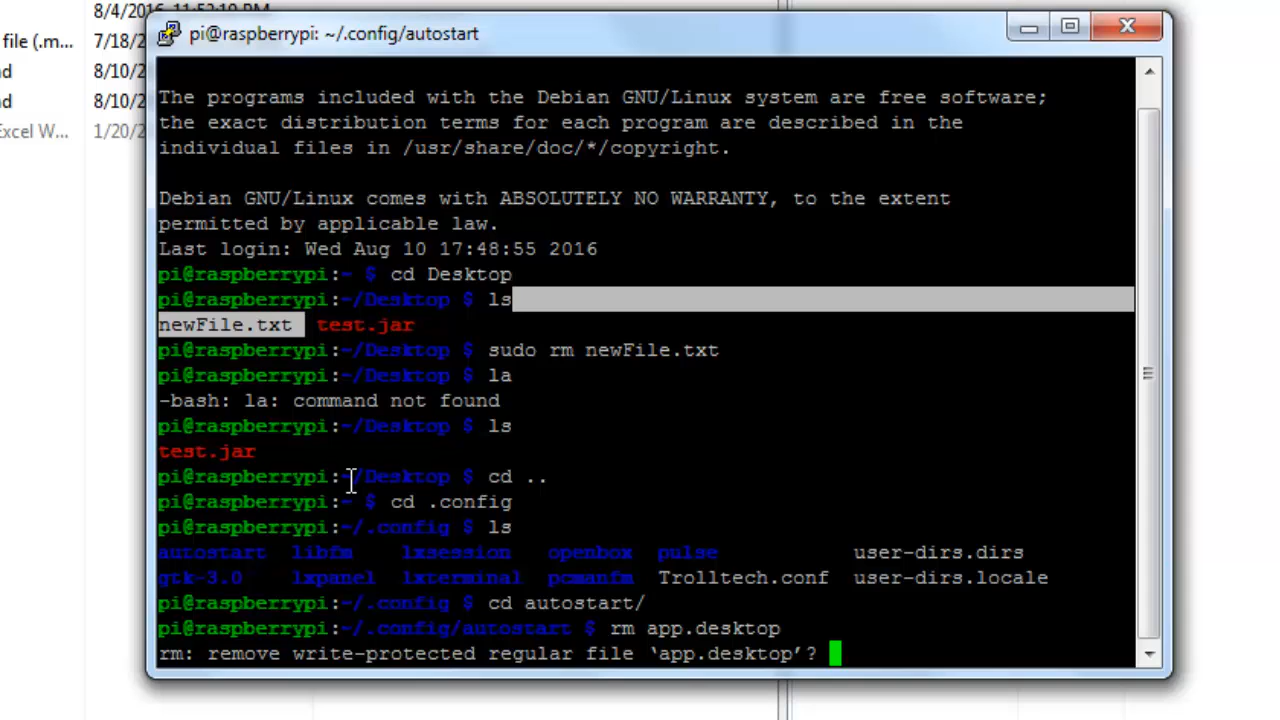 8/4/2016 11:52:19 PM
file (.m... 7/18/2
d 8/10/2
d 8/10/2
Excel W... 1/20/2
pi@raspberrypi: ~/.config/autostart
The programs included with the Debian GNU/Linux system are free software;
the exact distribution terms for each program are described in the
individual files in /usr/share/doc/*/copyright.
Debian GNU/Linux comes with ABSOLUTELY NO WARRANTY, to the extent
permitted by applicable law.
Last login: Wed Aug 10 17:48:55 2016
pi@raspberrypi:~ $ cd Desktop
pi@raspberrypi:~/Desktop $ ls
newFile.txt test.jar
pi@raspberrypi:~/Desktop $ sudo rm newFile.txt
pi@raspberrypi:~/Desktop $ la
-bash: la: command not found
pi@raspberrypi:~/Desktop $ ls
test.jar
pi@raspberrypi:~/Desktop $ cd ..
pi@raspberrypi:~ $ cd .config
pi@raspberrypi:~/.config $ ls
autostart libfm lxsession openbox pulse user-dirs.dirs
gtk-3.0 lxpanel lxterminal pcmanfm Trolltech.conf user-dirs.locale
pi@raspberrypi:~/.config $ cd autostart/
pi@raspberrypi:~/.config/autostart $ rm app.desktop
rm: remove write-protected regular file ‘app.desktop’?